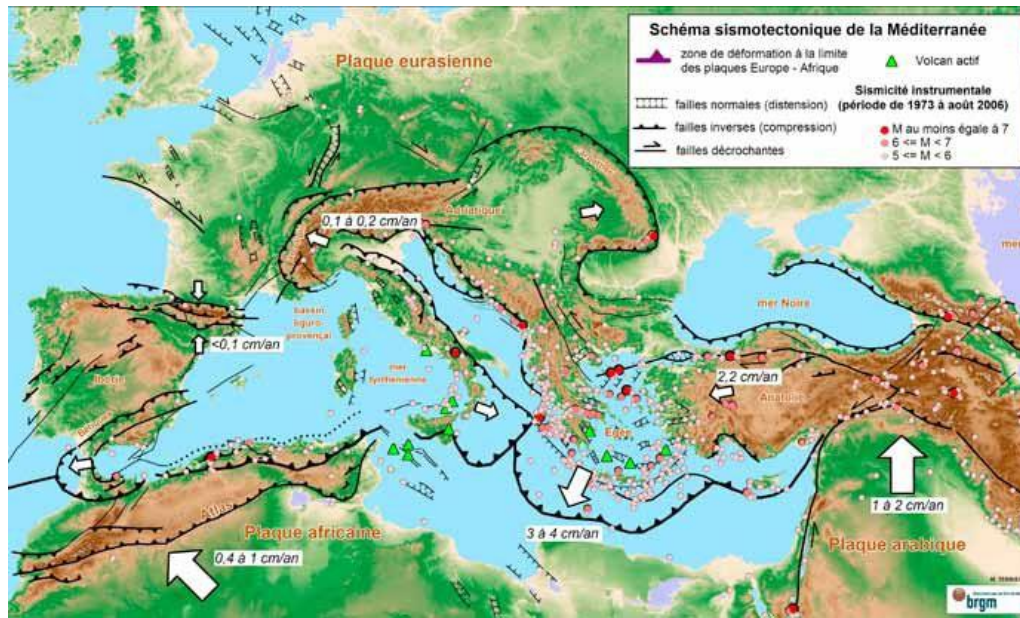 Schéma sismotectonique de la Méditerranée
zone de déformation à la limite
des plaques Europe - Afrique
Volcan actif
failles normales (distension)
failles inverses (compression)
failles décrochantes
Sismicité instrumentale
(période de 1973 à août 2006)
M au moins égale à 7
6 <= M < 7
5 <= M < 6
Plaque eurasienne
0,1 à 0,2 cm/an
Adriatique
mer Noire
bassin
liguro
provençal
<0,1 cm/an
mer
tyrrhénienne
2,2 cm/an
Anatolie
Egée
Atlas
Plaque africaine
0,4 à 1 cm/an
3 à 4 cm/an
1 à 2 cm/an
Plaque arabique
brgm